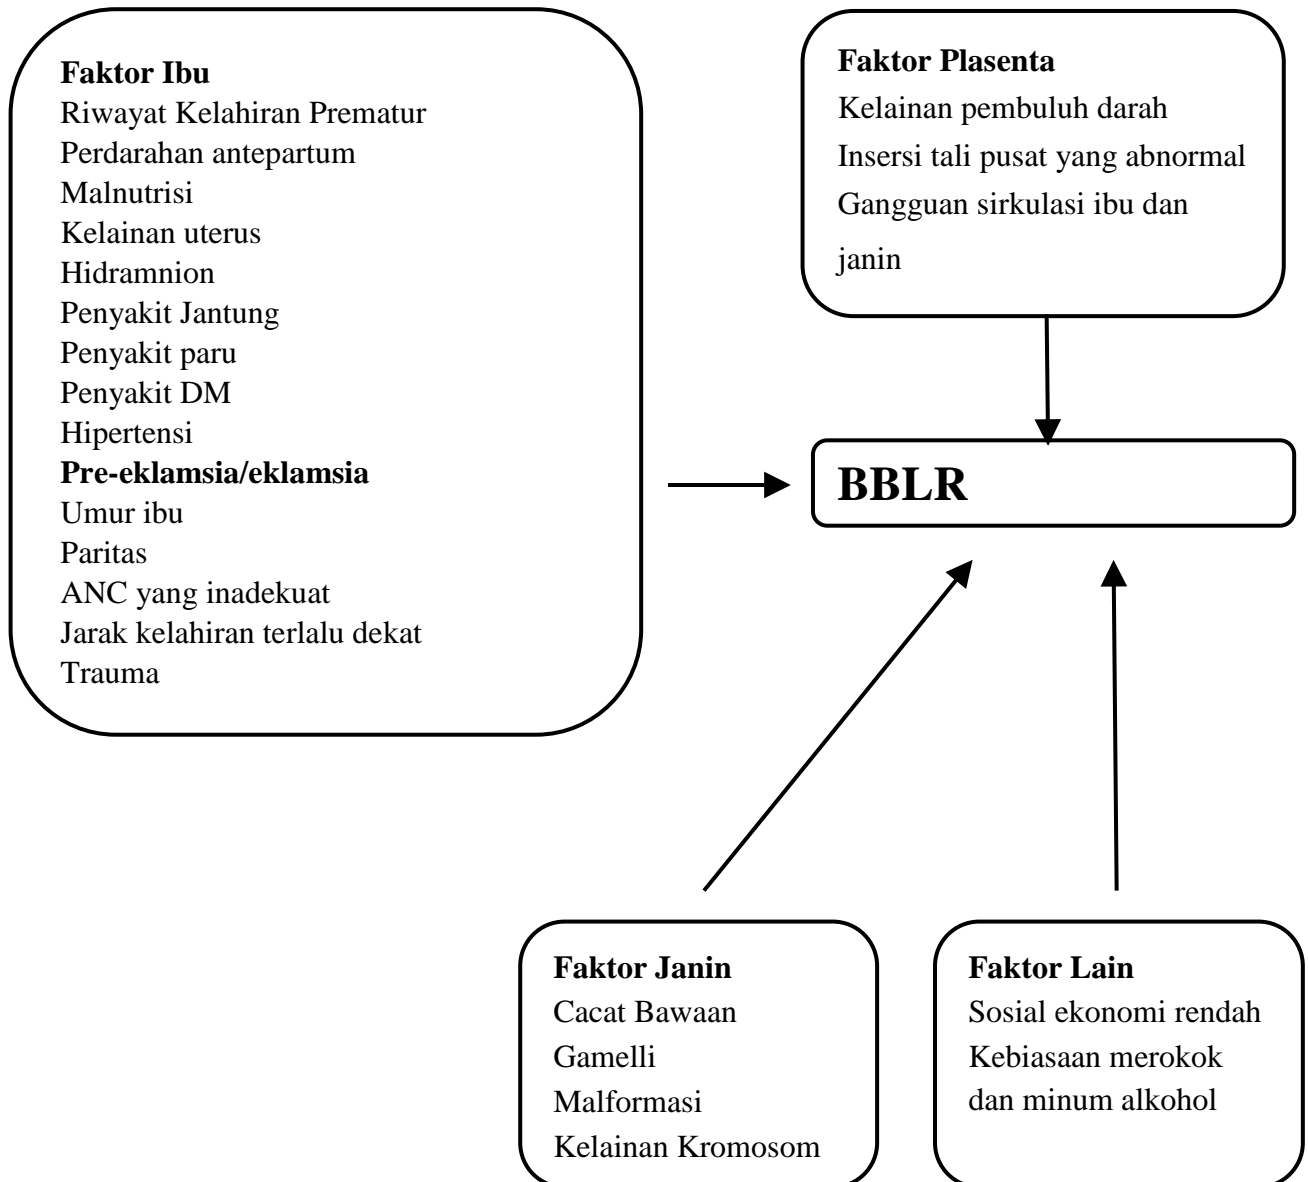 Faktor Ibu
Riwayat Kelahiran Prematur
Perdarahan antepartum
Malnutrisi
Kelainan uterus
Hidramnion
Penyakit Jantung
Penyakit paru
Penyakit DM
Hipertensi
Pre-eklamsia/eklamsia
Umur ibu
Paritas
ANC yang inadekuat
Jarak kelahiran terlalu dekat
Trauma
Faktor Plasenta
Kelainan pembuluh darah
Insersi tali pusat yang abnormal
Gangguan sirkulasi ibu dan
janin
BBLR
Faktor Janin
Cacat Bawaan
Gamelli
Malformasi
Kelainan Kromosom
Faktor Lain
Sosial ekonomi rendah
Kebiasaan merokok
dan minum alkohol